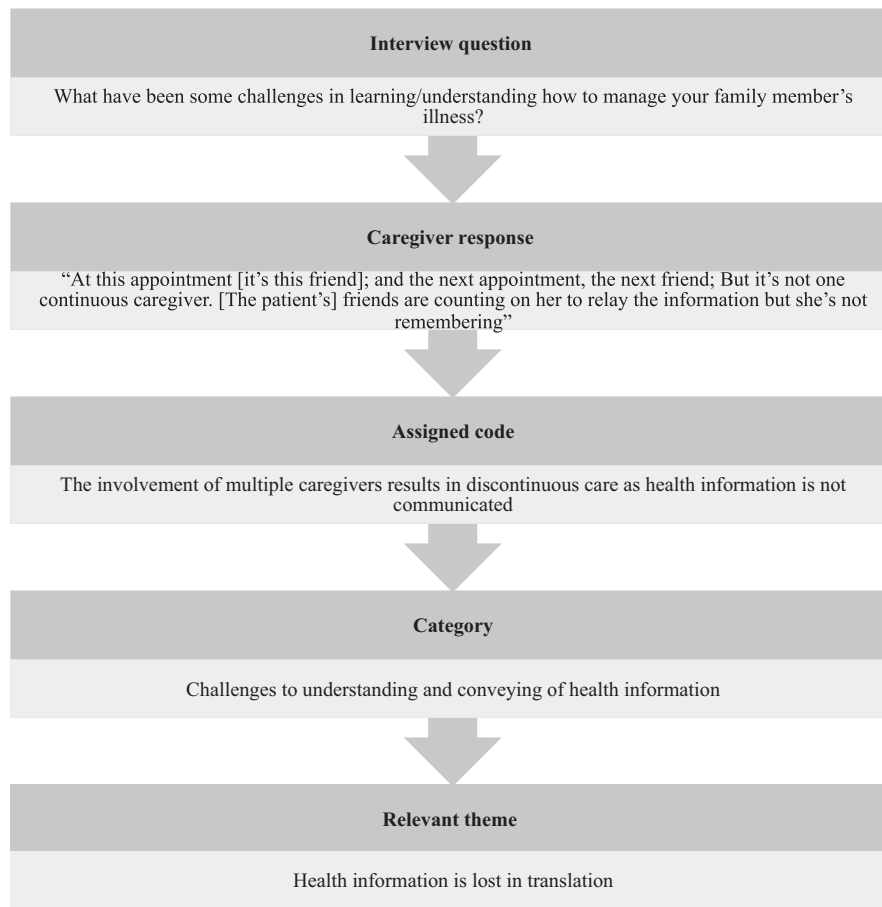 Interview question
What have been some challenges in learning/understanding how to manage your family member’s
illness?
Caregiver response
“At this appointment [it’s this friend]; and the next appointment, the next friend; But it’s not one
continuous caregiver. [The patient’s] friends are counting on her to relay the information but she’s not
remembering”
Assigned code
The involvement of multiple caregivers results in discontinuous care as health information is not
communicated
Category
Challenges to understanding and conveying of health information
Relevant theme
Health information is lost in translation